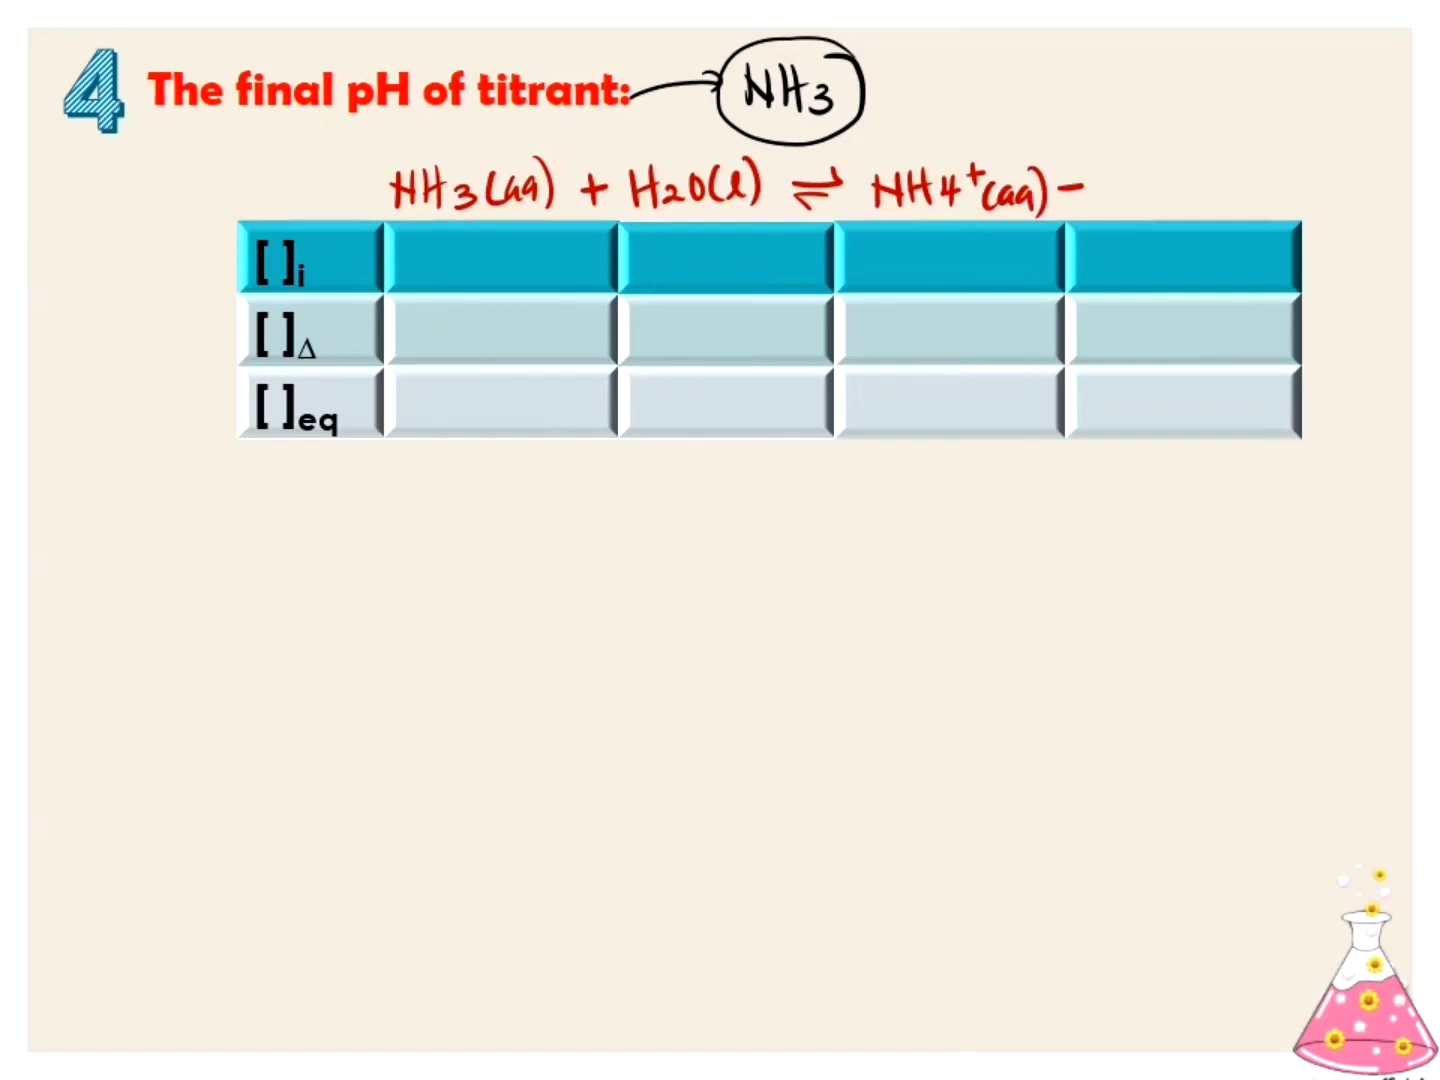 4 The final pH of titrant: NH3
NH3(aq) + H2O(l) ⇌ NH4+(aq) –
[ ]i
[ ]Δ
[ ]eq